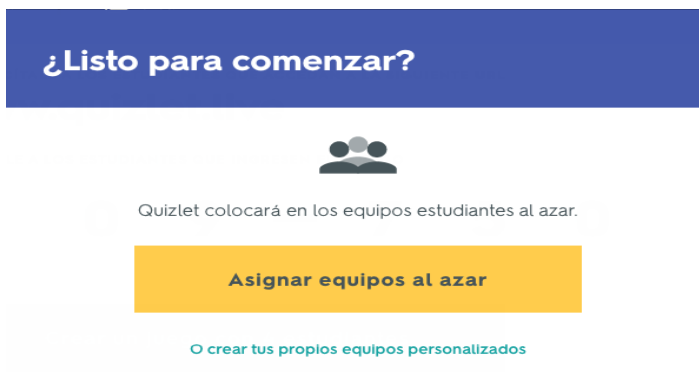 ¿Listo para comenzar?
Quizlet colocará en los equipos estudiantes al azar.
Asignar equipos al azar
O crear tus propios equipos personalizados